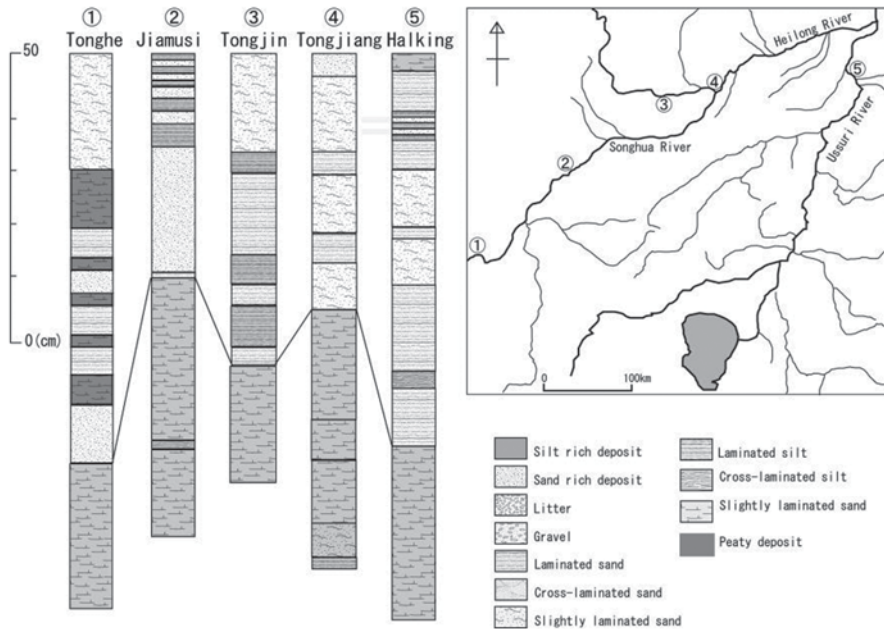 ① ② ③ ④ ⑤
Tonghe Jiamusi Tongjin Tongjiang Halking
50
0(cm)
Heilong River
⑤
④
③
Songhua River
Ussuri River
②
①
0 100km
Silt rich deposit
Sand rich deposit
Litter
Gravel
Laminated sand
Cross-laminated sand
Slightly laminated sand
Laminated silt
Cross-laminated silt
Slightly laminated sand
Peaty deposit